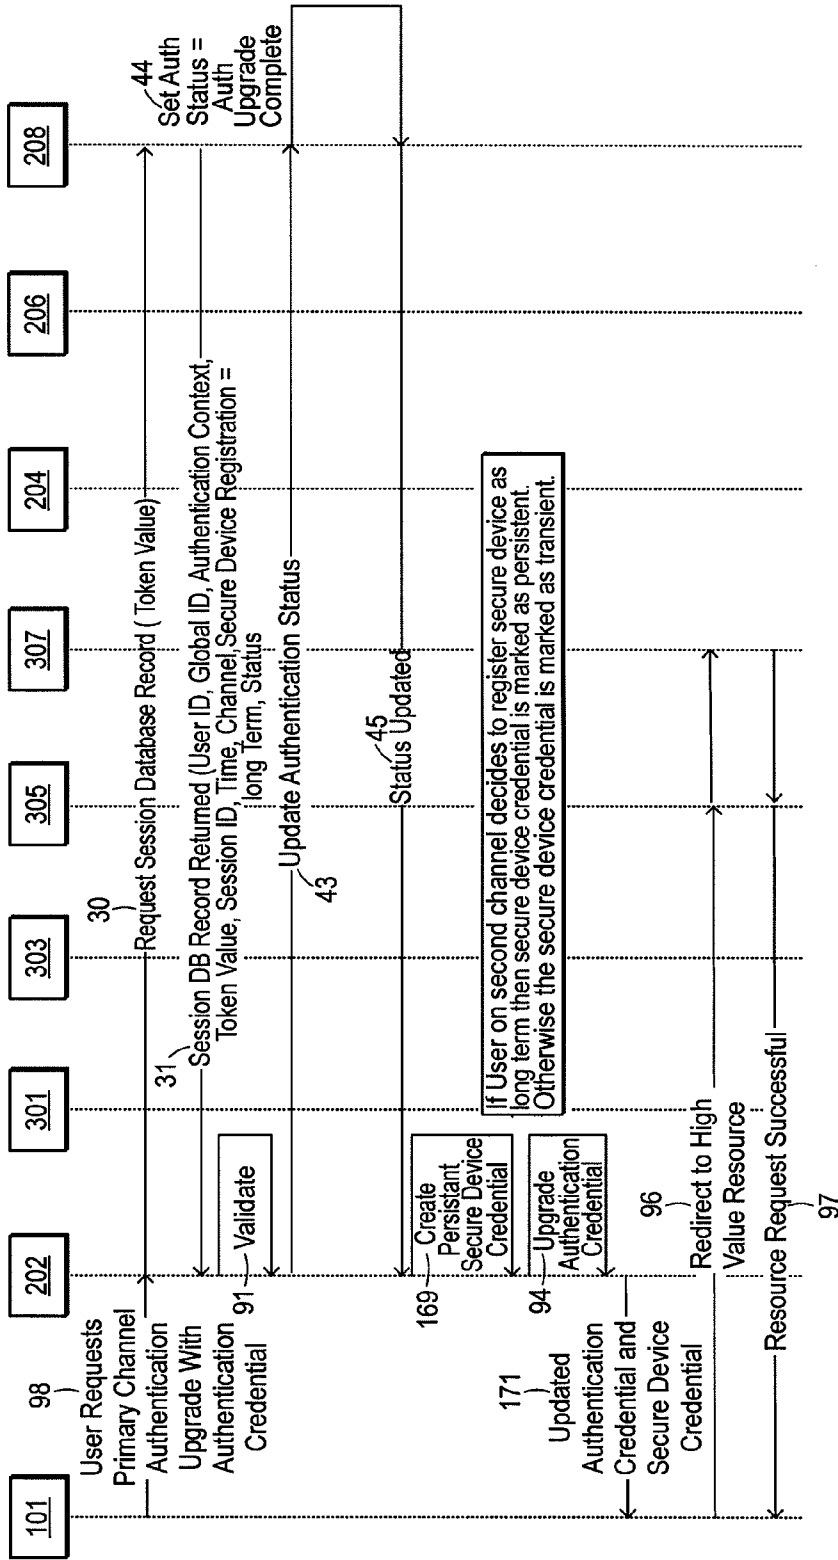 101
202
301
303
305
307
204
206
208
98
User Requests
Primary Channel
Authentication
Upgrade With
Authentication
Credential
30
Request Session Database Record ( Token Value)
31
Session DB Record Returned (User ID, Global ID, Authentication Context,
Token Value, Session ID, Time, Channel, Secure Device Registration =
long Term, Status
44
Set Auth
Status =
Auth
Upgrade
Complete
91
Validate
Update Authentication Status
43
45
Status Updated
169
Create
Persistant
Secure Device
Credential
If User on second channel decides to register secure device as
long term then secure device credential is marked as persistent.
Otherwise the secure device credential is marked as transient.
94
Upgrade
Authentication
Credential
171
Updated
Authentication
Credential and
Secure Device
Credential
96
Redirect to High
Value Resource
Resource Request Successful
97